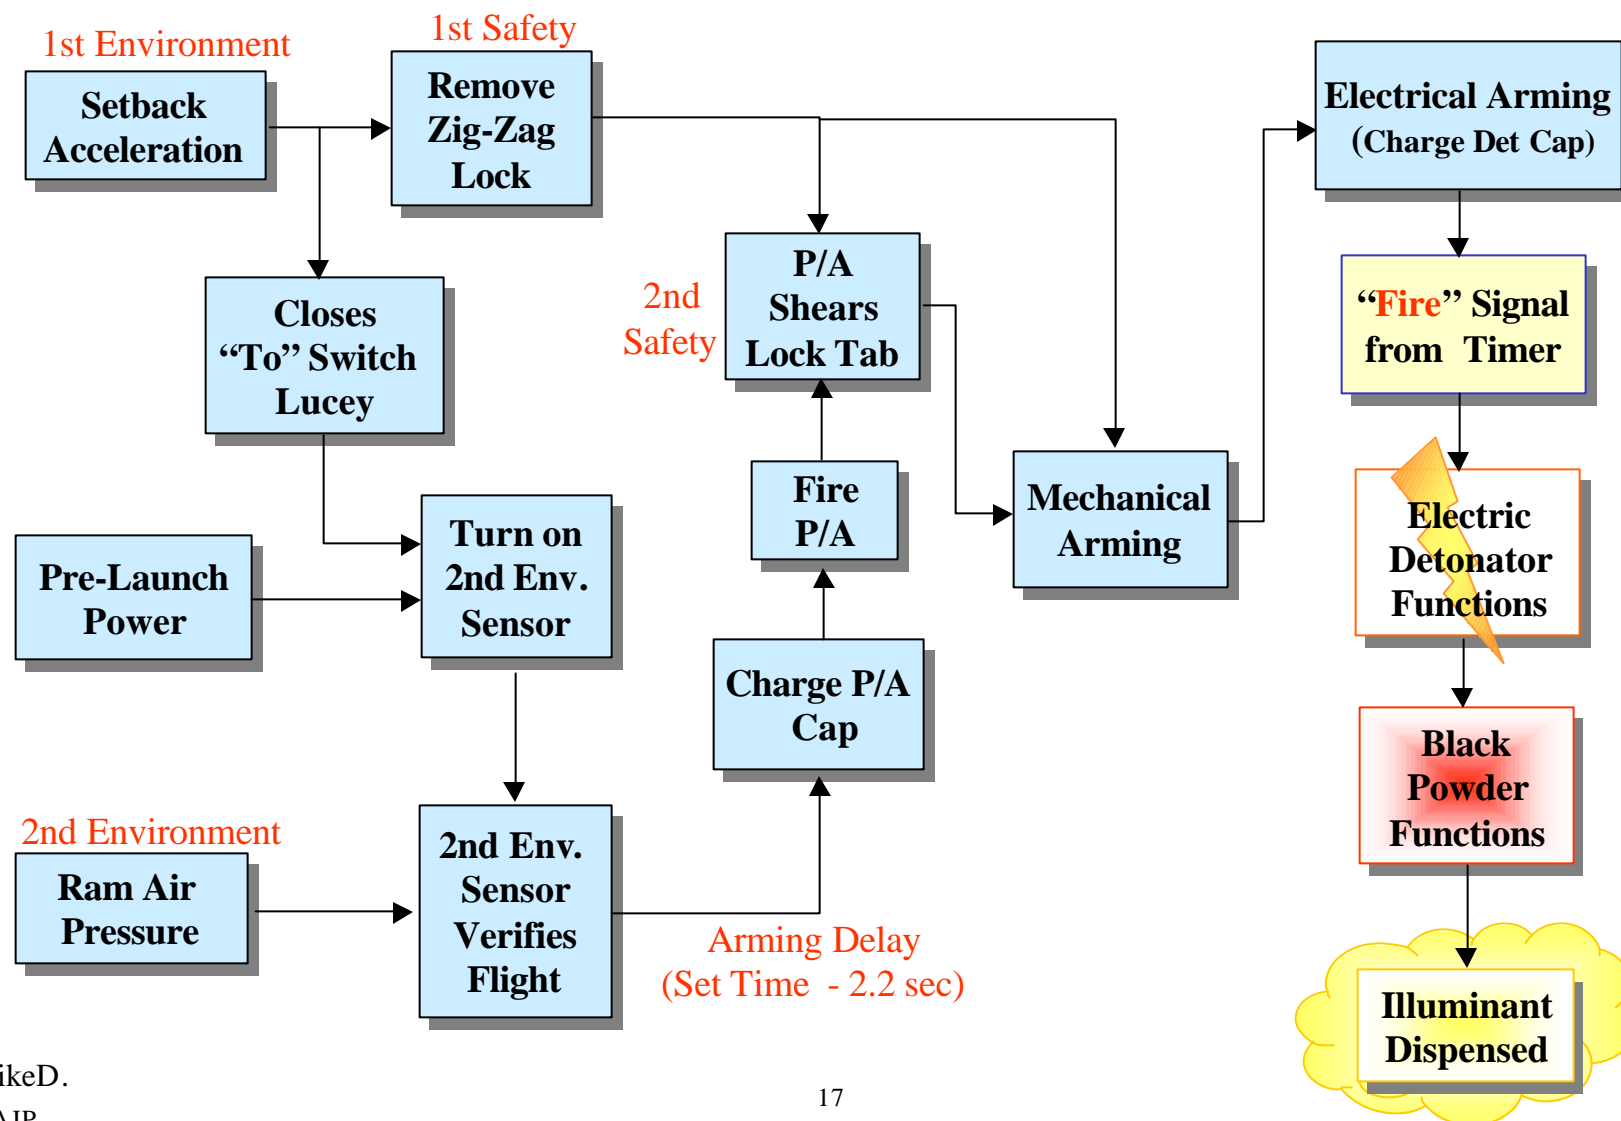 1st Environment
Setback
Acceleration
1st Safety
Remove
Zig-Zag
Lock
Closes
“To” Switch
Lucey
Pre-Launch
Power
Turn on
2nd Env.
Sensor
2nd Environment
Ram Air
Pressure
2nd Env.
Sensor
Verifies
Flight
Arming Delay
(Set Time - 2.2 sec)
Charge P/A
Cap
Fire
P/A
2nd
Safety
P/A
Shears
Lock Tab
Mechanical
Arming
Electrical Arming
(Charge Det Cap)
“Fire” Signal
from Timer
Electric
Detonator
Functions
Black
Powder
Functions
Illuminant
Dispensed
ikeD.
17